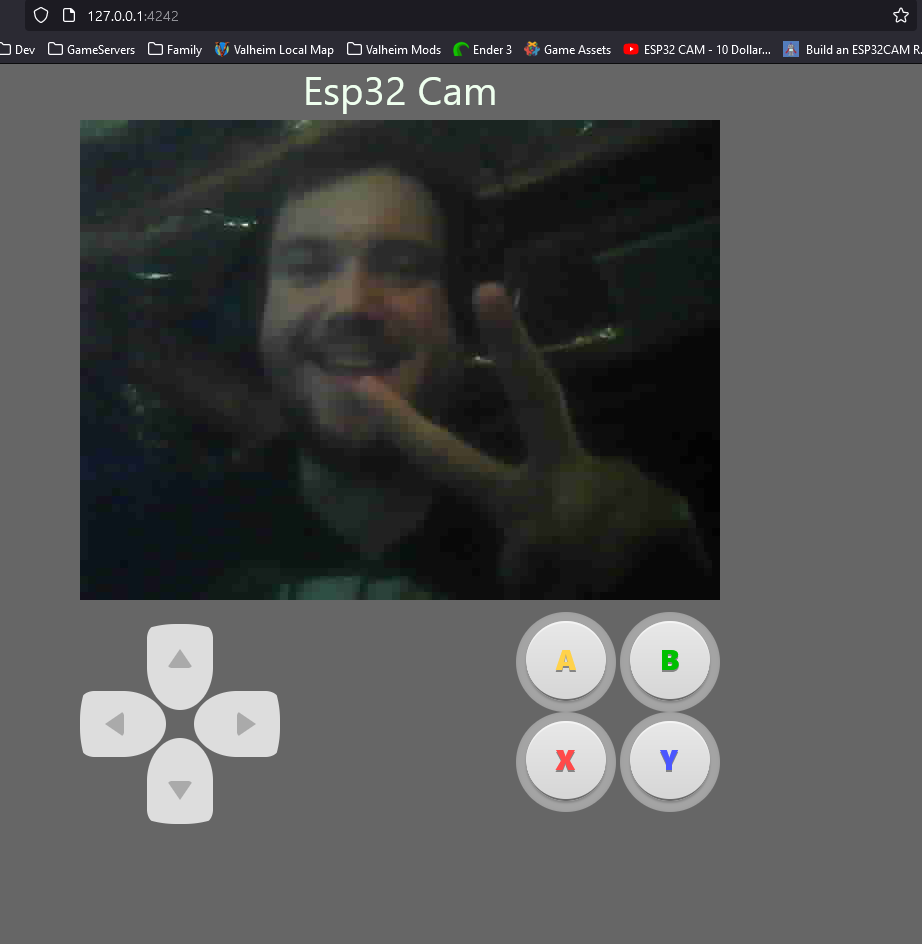 127.0.0.1:4242
Dev GameServers Family Valheim Local Map Valheim Mods Ender 3 Game Assets ESP32 CAM - 10 Dollar... Build an ESP32CAM R
Esp32 Cam
A B
X Y